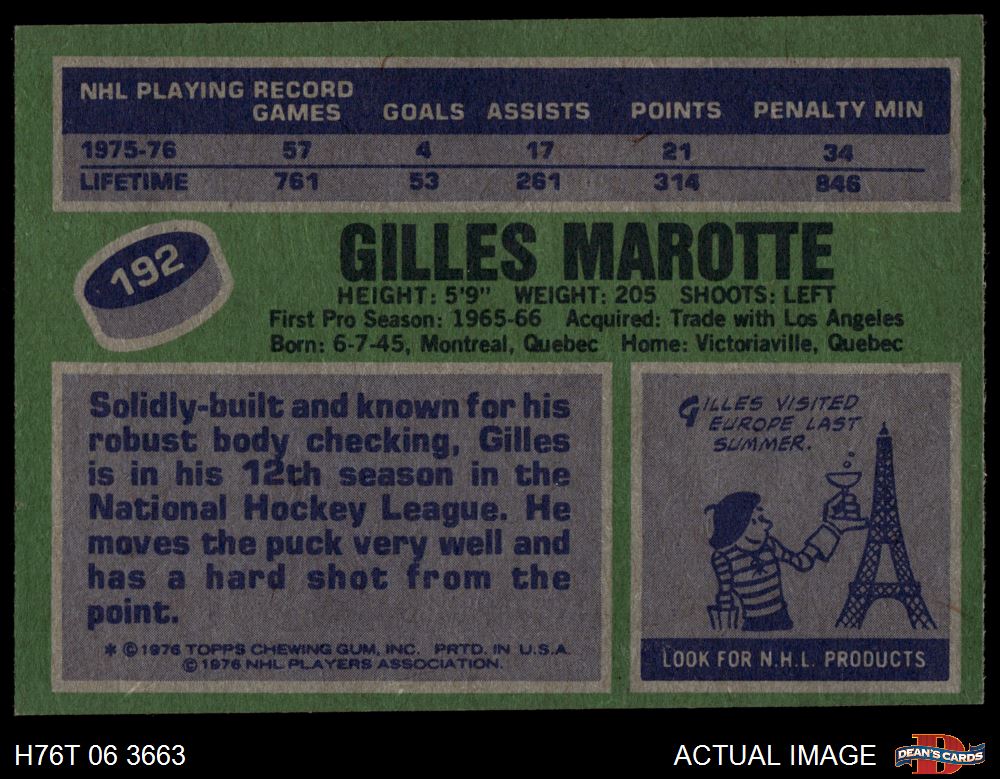 NHL PLAYING RECORD
GAMES GOALS ASSISTS POINTS PENALTY MIN
1975-76 57 4 17 21 34
LIFETIME 761 53 261 314 846
192
GILLES MAROTTE
HEIGHT: 5'9" WEIGHT: 205 SHOOTS: LEFT
First Pro Season: 1965-66 Acquired: Trade with Los Angeles
Born: 6-7-45, Montreal, Quebec Home: Victoriaville, Quebec
Solidly-built and known for his
robust body checking, Gilles
is in his 12th season in the
National Hockey League. He
moves the puck very well and
has a hard shot from the
point.
* © 1976 TOPPS CHEWING GUM, INC. PRTD. IN U.S.A.
© 1976 NHL PLAYERS ASSOCIATION.
GILLES VISITED
EUROPE LAST
SUMMER.
LOOK FOR N.H.L. PRODUCTS
H76T 06 3663
ACTUAL IMAGE
D
DEAN'S CARDS